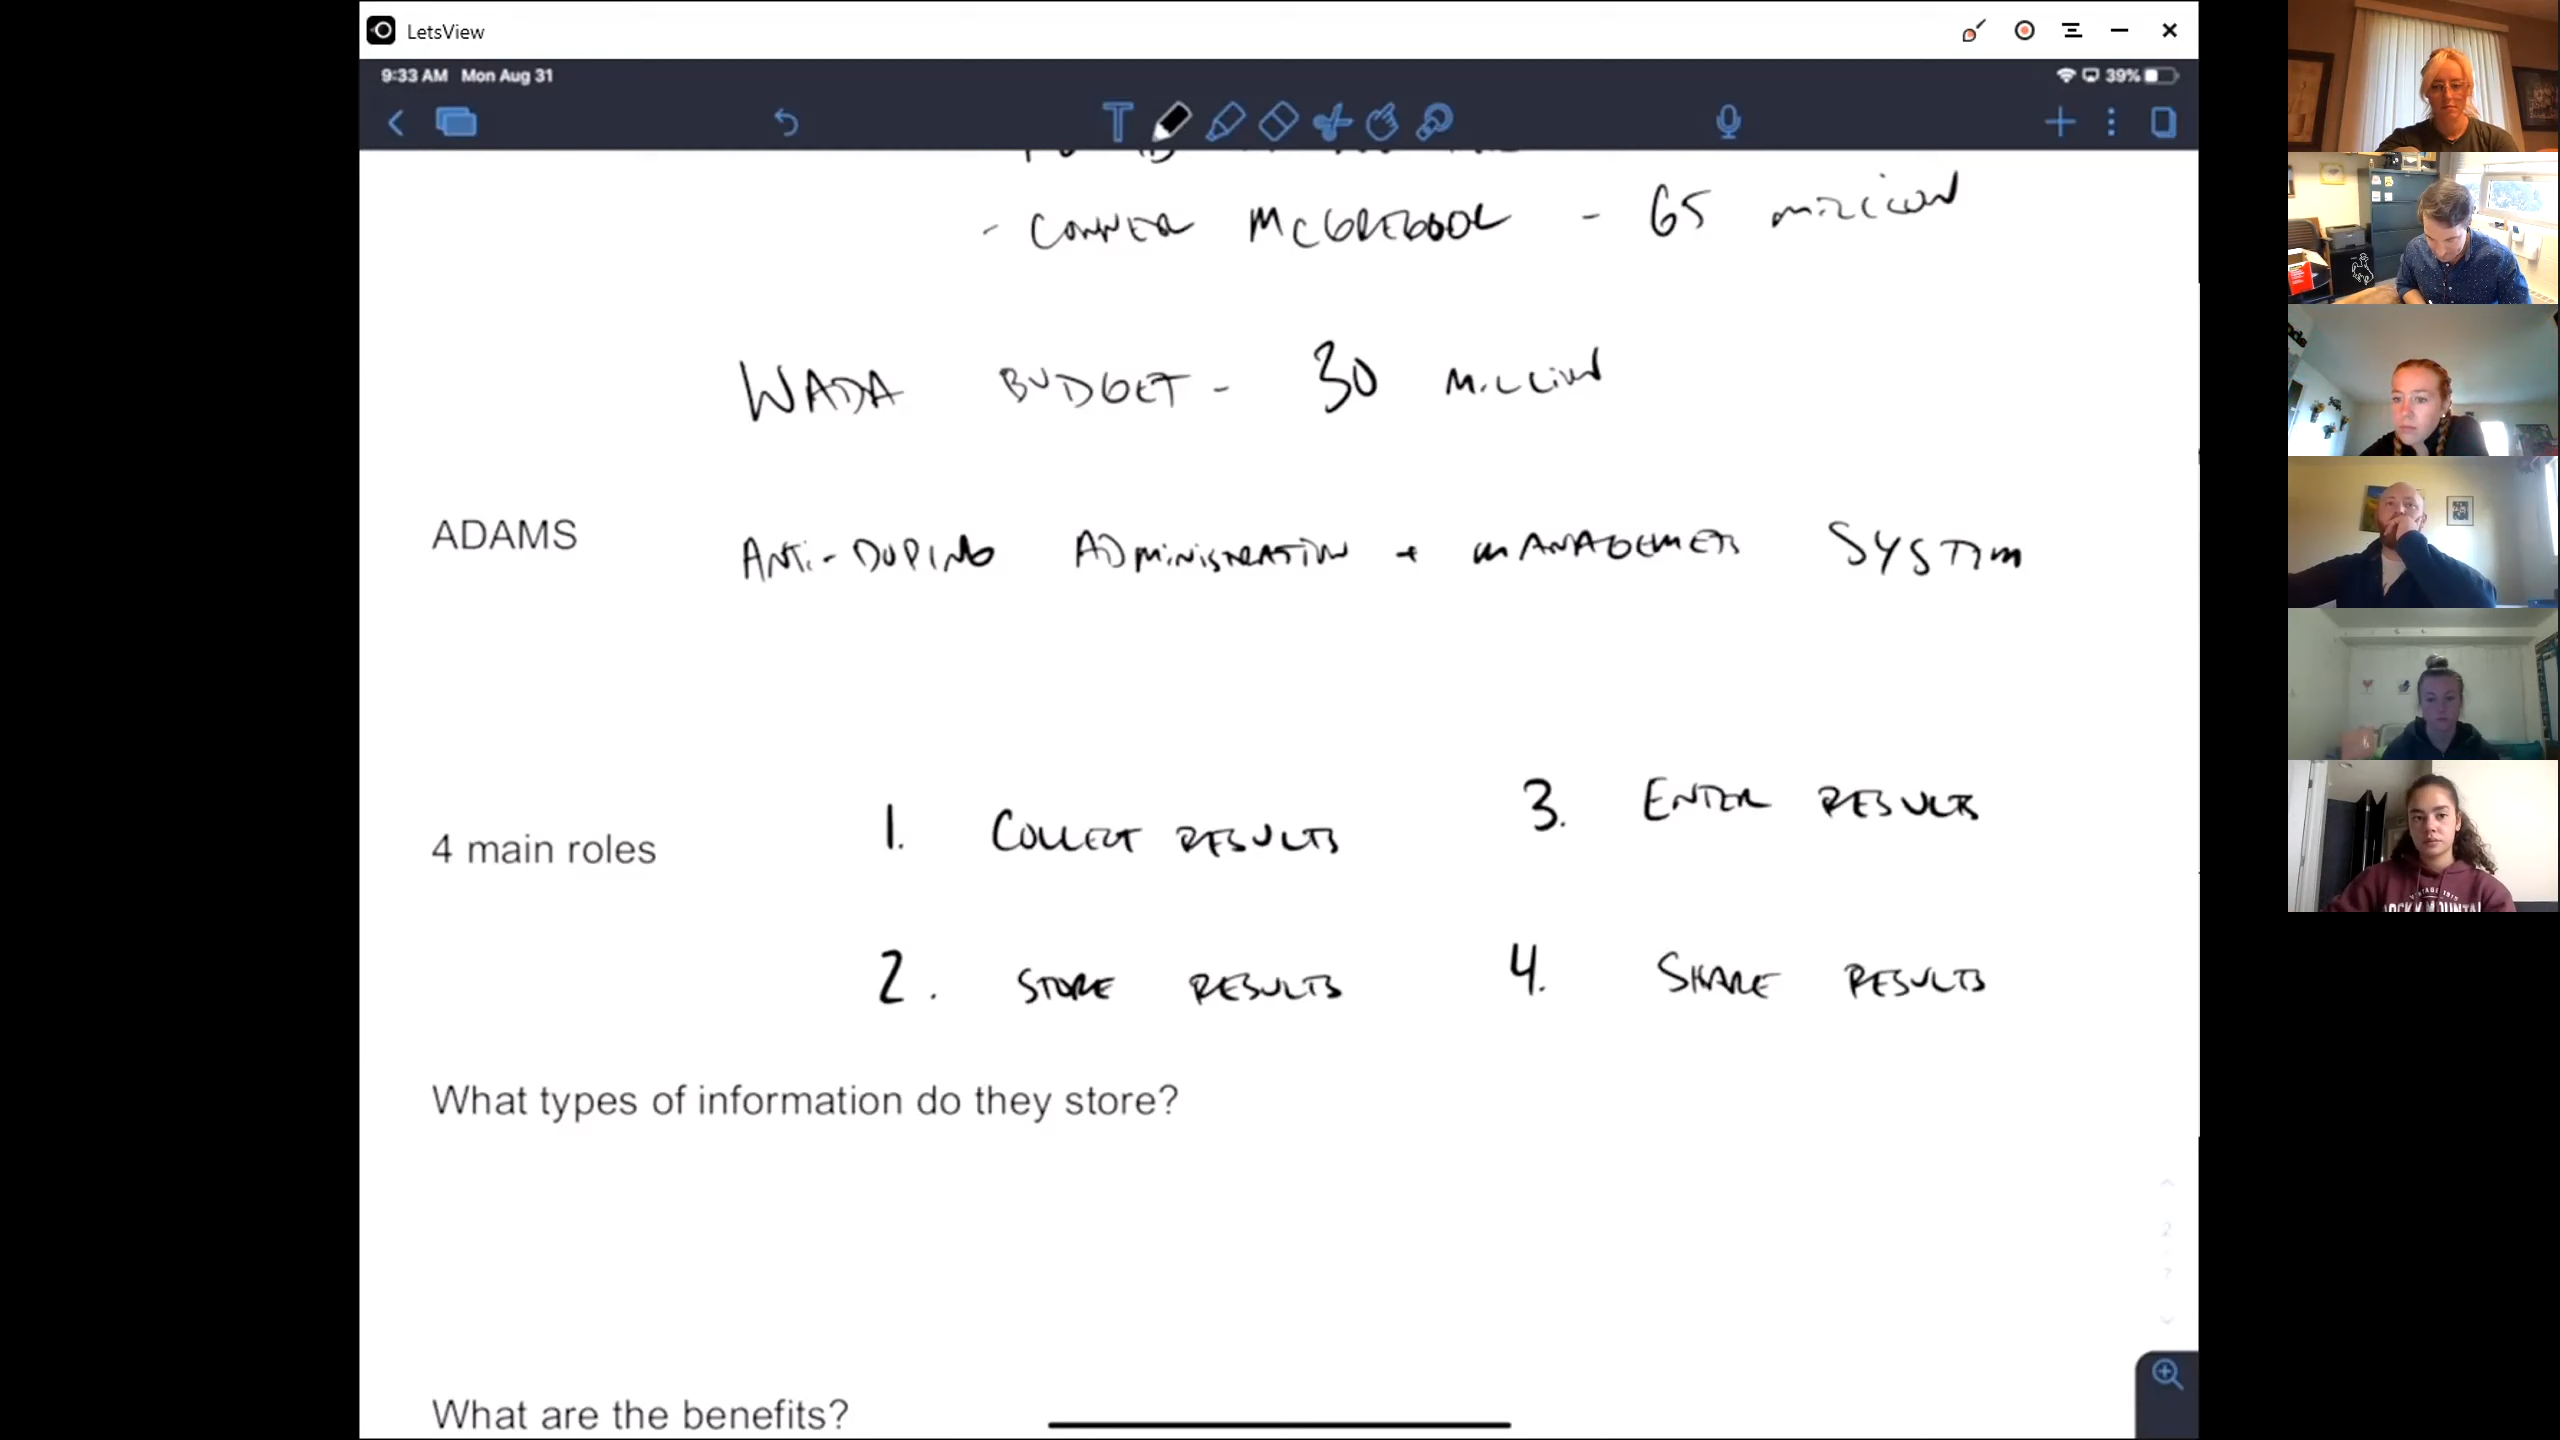 LetsView
9:33 AM Mon Aug 31
39%
- CONNER MCGREGGOR - 65 MILLION
WADA BUDGET - 30 MILLION
ADAMS
ANTI-DOPING ADMINISTRATION + MANAGEMENT SYSTEM
4 main roles
1. COLLECT RESULTS
3. ENTER RESULTS
2. STORE RESULTS
4. SHARE RESULTS
What types of information do they store?
What are the benefits?